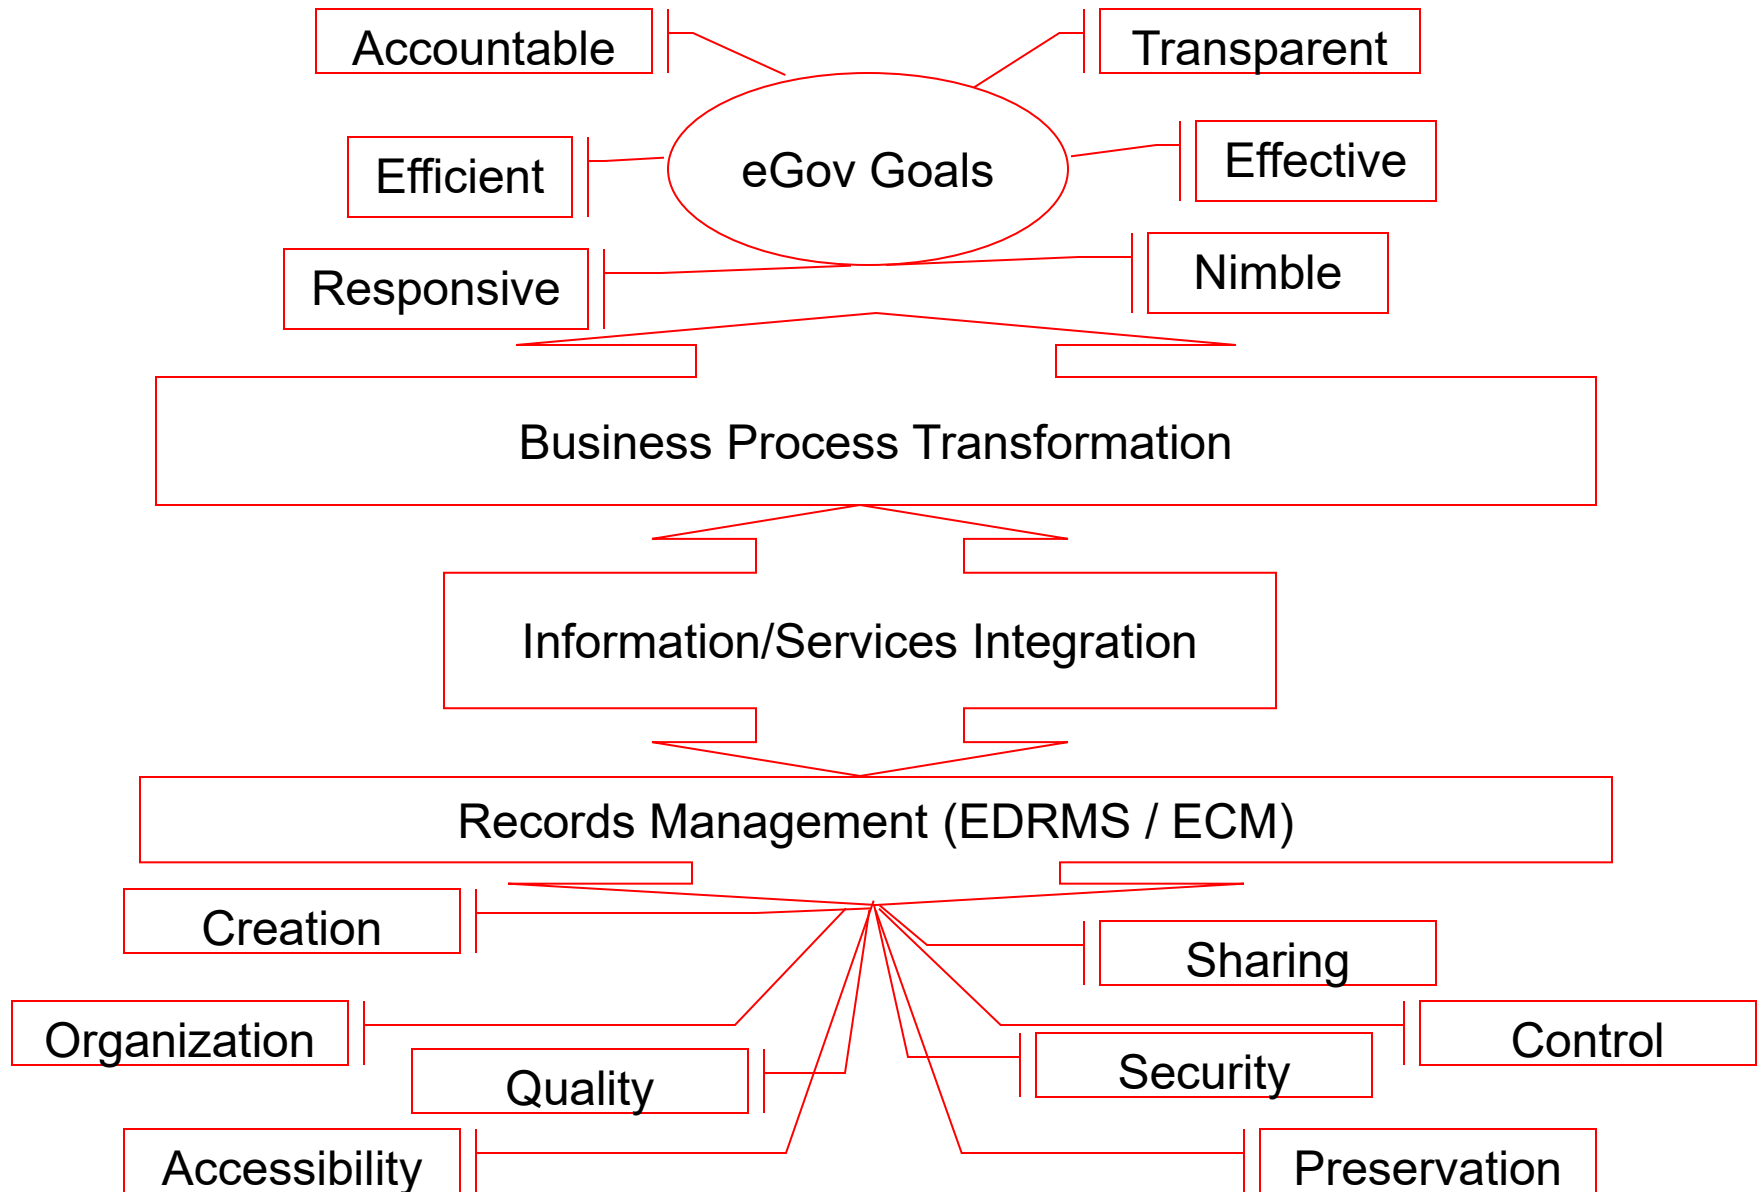 Accountable
Transparent
Efficient
eGov Goals
Effective
Responsive
Nimble
Business Process Transformation
Information/Services Integration
Records Management (EDRMS / ECM)
Creation
Sharing
Organization
Control
Quality
Security
Accessibility
Preservation